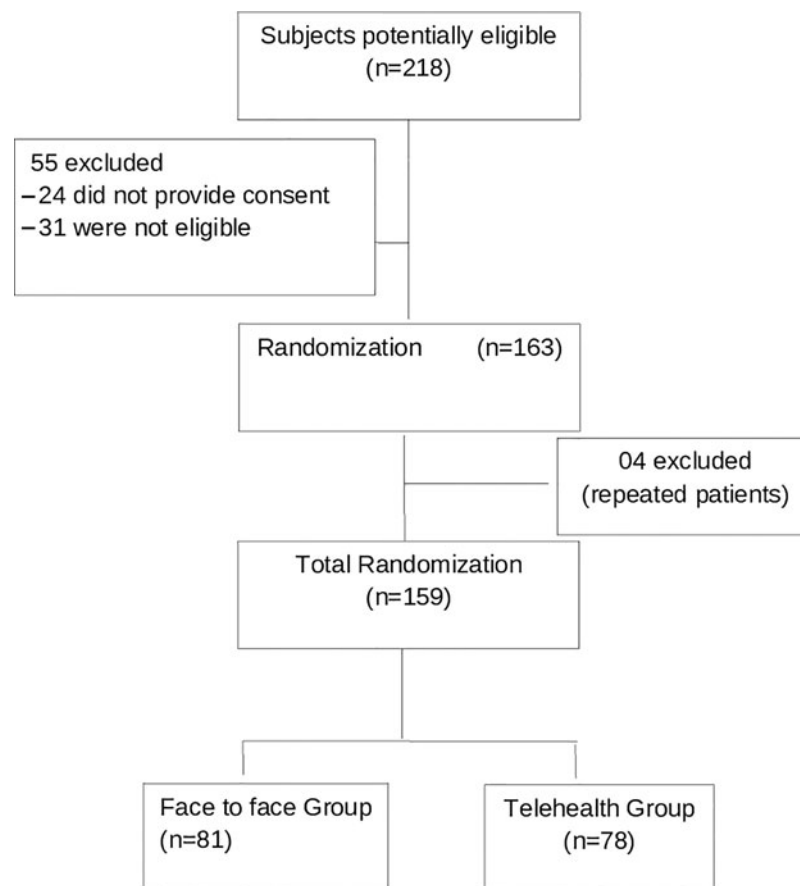 Subjects potentially eligible
(n=218)
55 excluded
–24 did not provide consent
–31 were not eligible
Randomization (n=163)
04 excluded
(repeated patients)
Total Randomization
(n=159)
Face to face Group
(n=81)
Telehealth Group
(n=78)